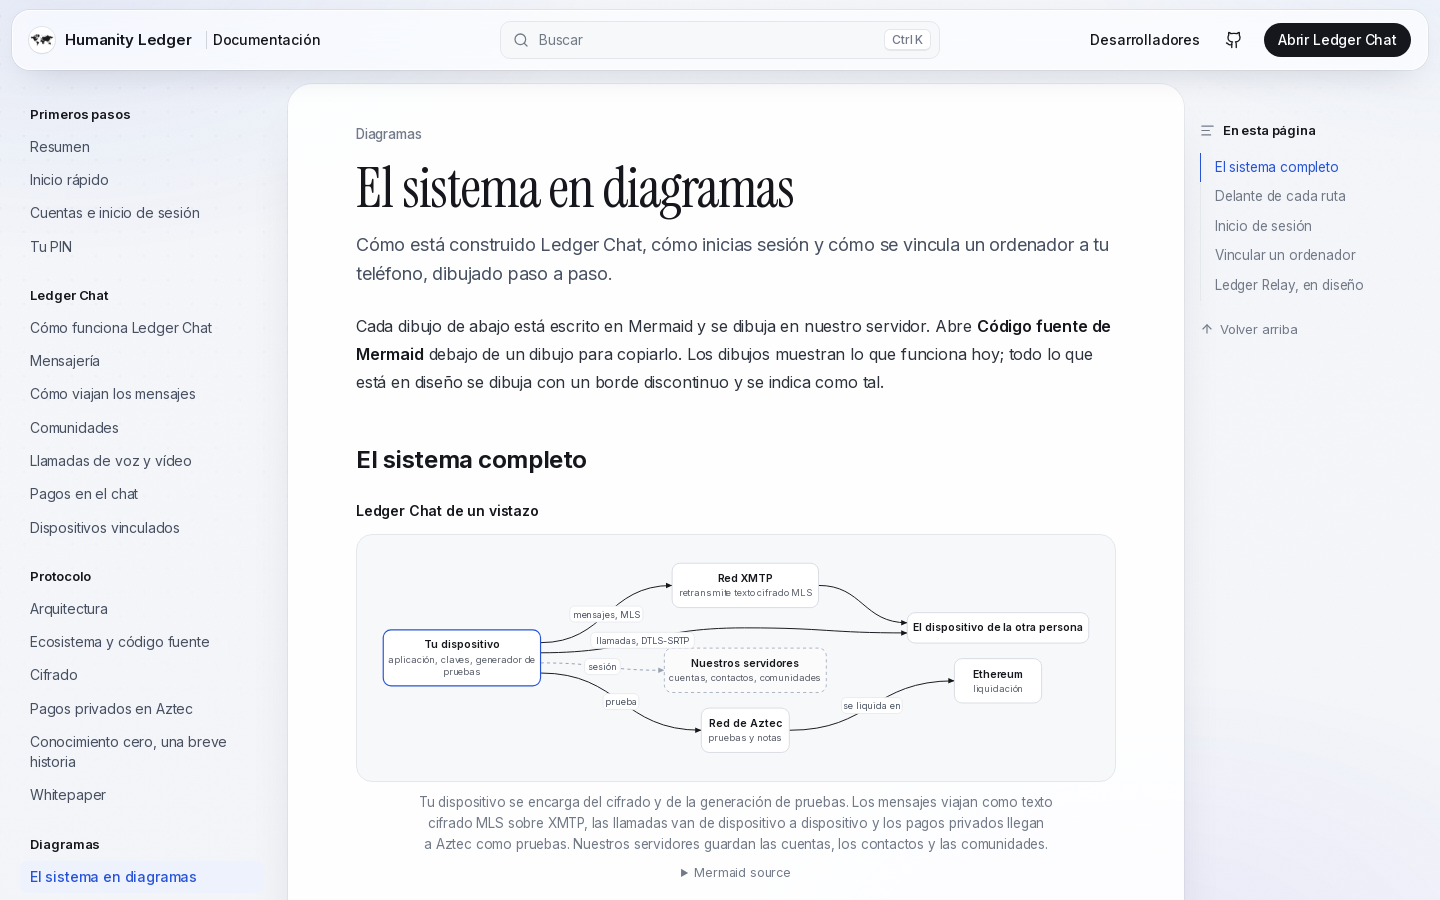 Humanity Ledger
Documentación
Buscar
Ctrl K
Desarrolladores
Abrir Ledger Chat
Primeros pasos
Resumen
Inicio rápido
Cuentas e inicio de sesión
Tu PIN
Ledger Chat
Cómo funciona Ledger Chat
Mensajería
Cómo viajan los mensajes
Comunidades
Llamadas de voz y vídeo
Pagos en el chat
Dispositivos vinculados
Protocolo
Arquitectura
Ecosistema y código fuente
Cifrado
Pagos privados en Aztec
Conocimiento cero, una breve
historia
Whitepaper
Diagramas
El sistema en diagramas
Diagramas
El sistema en diagramas
Cómo está construido Ledger Chat, cómo inicias sesión y cómo se vincula un ordenador a tu
teléfono, dibujado paso a paso.
Cada dibujo de abajo está escrito en Mermaid y se dibuja en nuestro servidor. Abre Código fuente de
Mermaid debajo de un dibujo para copiarlo. Los dibujos muestran lo que funciona hoy; todo lo que
está en diseño se dibuja con un borde discontinuo y se indica como tal.
El sistema completo
Ledger Chat de un vistazo
Red XMTP
retransmite texto cifrado MLS
mensajes, MLS
El dispositivo de la otra persona
Tu dispositivo
aplicación, claves, generador de
pruebas
llamadas, DTLS-SRTP
sesión
Nuestros servidores
cuentas, contactos, comunidades
Ethereum
liquidación
prueba
se liquida en
Red de Aztec
pruebas y notas
Tu dispositivo se encarga del cifrado y de la generación de pruebas. Los mensajes viajan como texto
cifrado MLS sobre XMTP, las llamadas van de dispositivo a dispositivo y los pagos privados llegan
a Aztec como pruebas. Nuestros servidores guardan las cuentas, los contactos y las comunidades.
Mermaid source
En esta página
El sistema completo
Delante de cada ruta
Inicio de sesión
Vincular un ordenador
Ledger Relay, en diseño
Volver arriba